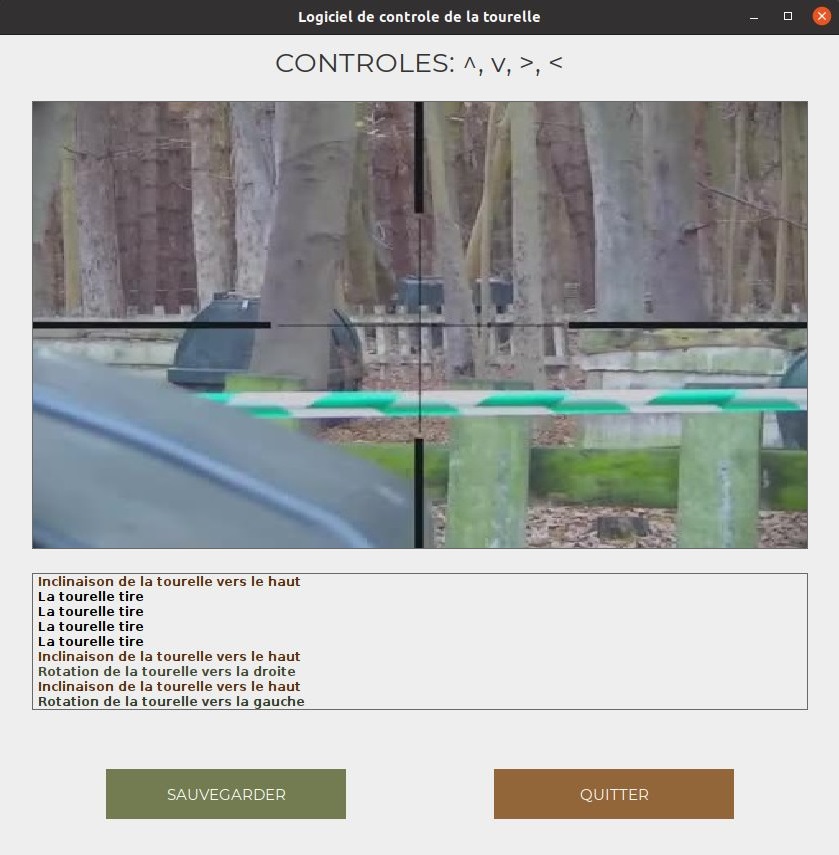 Logiciel de controle de la tourelle
CONTROLES: ^, v, >, <
Inclinaison de la tourelle vers le haut
La tourelle tire
La tourelle tire
La tourelle tire
La tourelle tire
Inclinaison de la tourelle vers le haut
Rotation de la tourelle vers la droite
Inclinaison de la tourelle vers le haut
Rotation de la tourelle vers la gauche
SAUVEGARDER
QUITTER